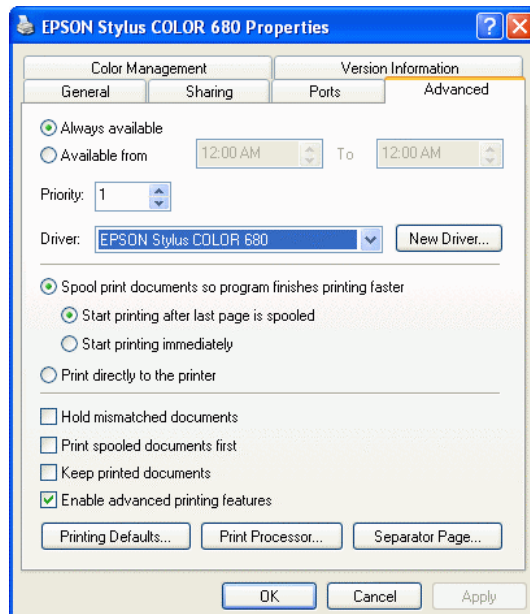 EPSON Stylus COLOR 680 Properties
Color Management Version Information
General Sharing Ports Advanced
Always available
Available from 12:00 AM To 12:00 AM
Priority: 1
Driver: EPSON Stylus COLOR 680 New Driver...
Spool print documents so program finishes printing faster
Start printing after last page is spooled
Start printing immediately
Print directly to the printer
Hold mismatched documents
Print spooled documents first
Keep printed documents
Enable advanced printing features
Printing Defaults... Print Processor... Separator Page...
OK Cancel Apply